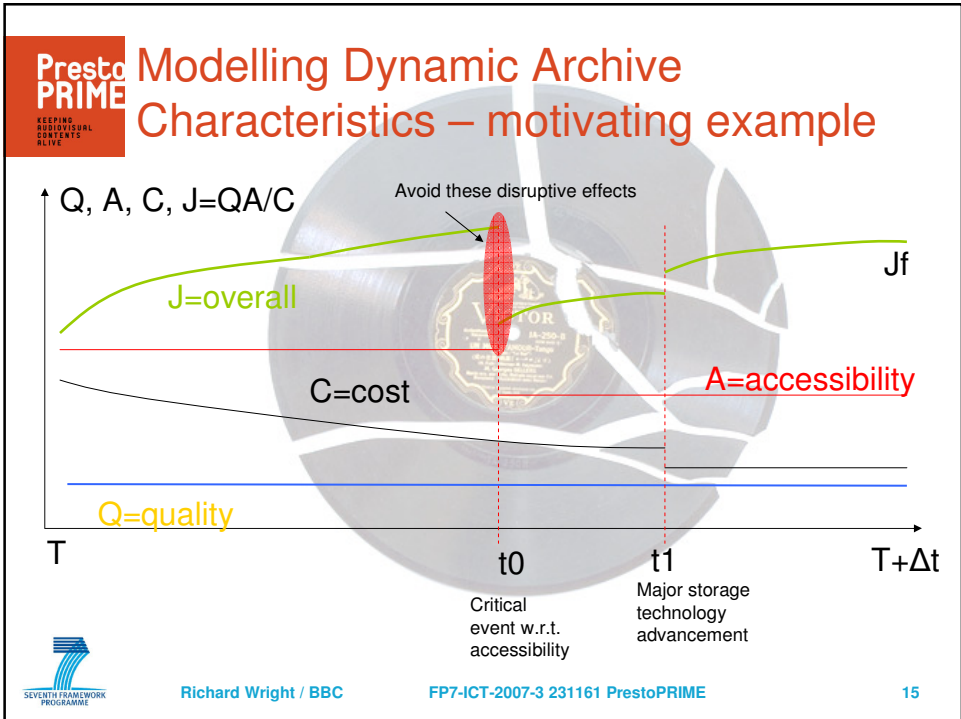 Presto
PRIME
KEEPING
AUDIOVISUAL
CONTENTS
ALIVE
Modelling Dynamic Archive
Characteristics – motivating example
Q, A, C, J=QA/C
Avoid these disruptive effects
J=overall
Jf
C=cost
A=accessibility
Q=quality
T
t0
t1
T+Δt
Critical
event w.r.t.
accessibility
Major storage
technology
advancement
SEVENTH FRAMEWORK
PROGRAMME
Richard Wright / BBC
FP7-ICT-2007-3 231161 PrestoPRIME
15